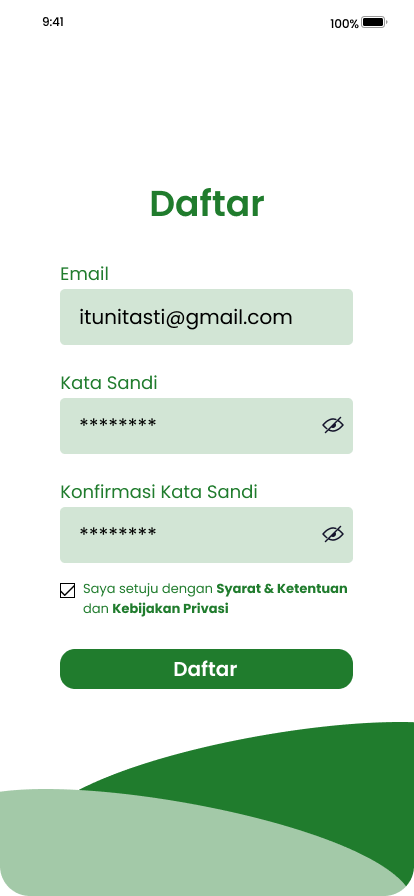 9:41
100%
Daftar
Email
itunitasti@gmail.com
Kata Sandi
********
Konfirmasi Kata Sandi
********
Saya setuju dengan Syarat & Ketentuan
dan Kebijakan Privasi
Daftar